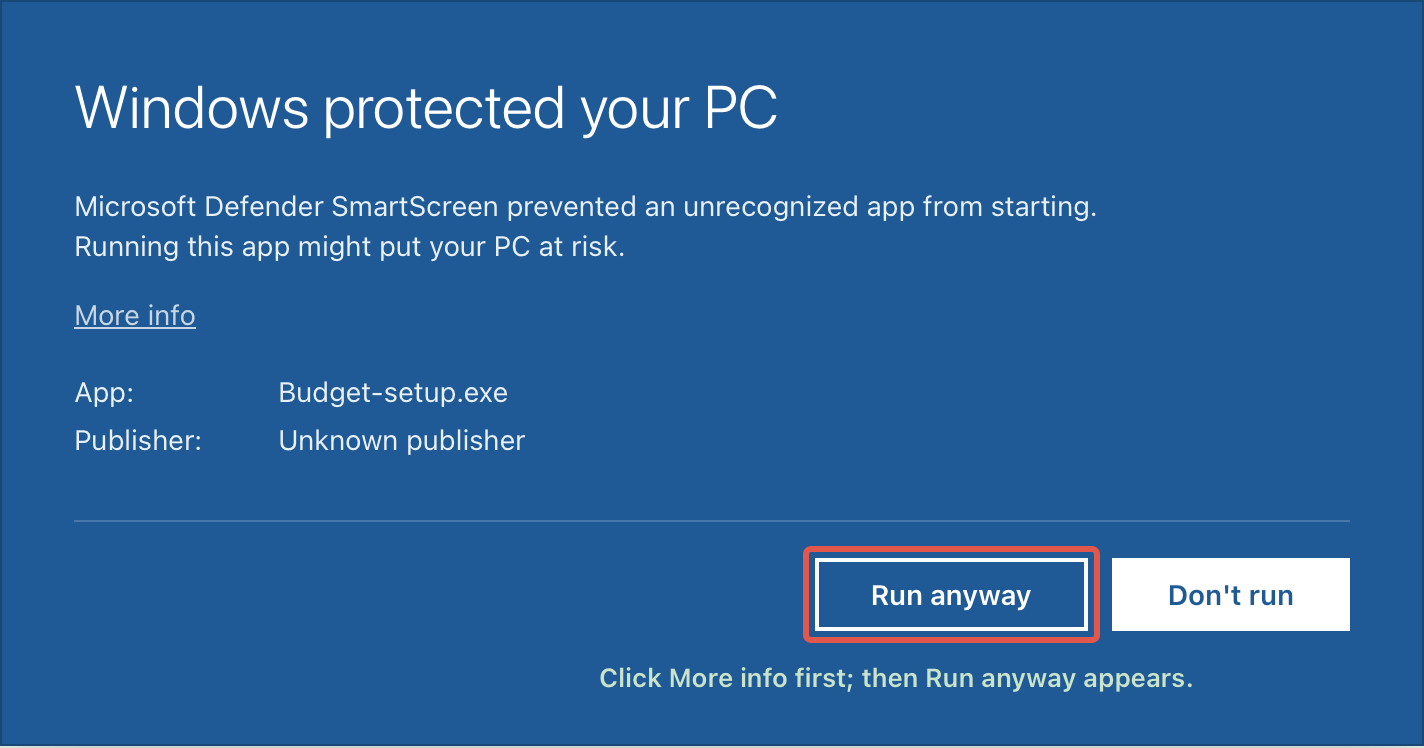 Windows protected your PC
Microsoft Defender SmartScreen prevented an unrecognized app from starting.
Running this app might put your PC at risk.
More info
App: Budget-setup.exe
Publisher: Unknown publisher
Run anyway Don't run
Click More info first; then Run anyway appears.